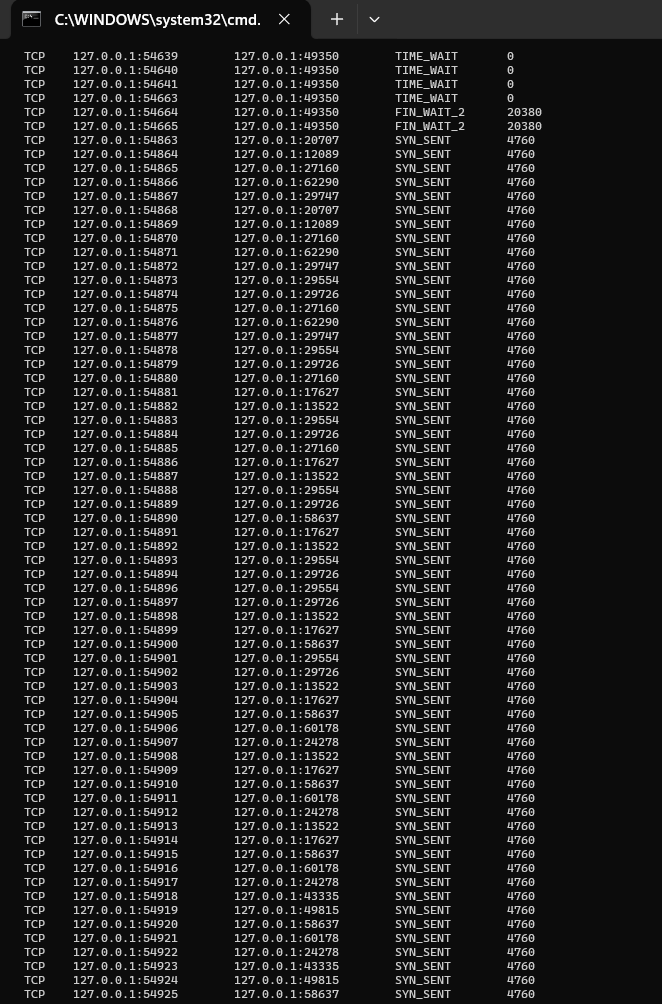 C:\WINDOWS\system32\cmd.
TCP 127.0.0.1:54639 127.0.0.1:49350 TIME_WAIT 0
TCP 127.0.0.1:54640 127.0.0.1:49350 TIME_WAIT 0
TCP 127.0.0.1:54641 127.0.0.1:49350 TIME_WAIT 0
TCP 127.0.0.1:54663 127.0.0.1:49350 TIME_WAIT 0
TCP 127.0.0.1:54664 127.0.0.1:49350 FIN_WAIT_2 20380
TCP 127.0.0.1:54665 127.0.0.1:49350 FIN_WAIT_2 20380
TCP 127.0.0.1:54863 127.0.0.1:20707 SYN_SENT 4760
TCP 127.0.0.1:54864 127.0.0.1:12089 SYN_SENT 4760
TCP 127.0.0.1:54865 127.0.0.1:27160 SYN_SENT 4760
TCP 127.0.0.1:54866 127.0.0.1:62290 SYN_SENT 4760
TCP 127.0.0.1:54867 127.0.0.1:29747 SYN_SENT 4760
TCP 127.0.0.1:54868 127.0.0.1:20707 SYN_SENT 4760
TCP 127.0.0.1:54869 127.0.0.1:12089 SYN_SENT 4760
TCP 127.0.0.1:54870 127.0.0.1:27160 SYN_SENT 4760
TCP 127.0.0.1:54871 127.0.0.1:62290 SYN_SENT 4760
TCP 127.0.0.1:54872 127.0.0.1:29747 SYN_SENT 4760
TCP 127.0.0.1:54873 127.0.0.1:29554 SYN_SENT 4760
TCP 127.0.0.1:54874 127.0.0.1:29726 SYN_SENT 4760
TCP 127.0.0.1:54875 127.0.0.1:27160 SYN_SENT 4760
TCP 127.0.0.1:54876 127.0.0.1:62290 SYN_SENT 4760
TCP 127.0.0.1:54877 127.0.0.1:29747 SYN_SENT 4760
TCP 127.0.0.1:54878 127.0.0.1:29554 SYN_SENT 4760
TCP 127.0.0.1:54879 127.0.0.1:29726 SYN_SENT 4760
TCP 127.0.0.1:54880 127.0.0.1:27160 SYN_SENT 4760
TCP 127.0.0.1:54881 127.0.0.1:17627 SYN_SENT 4760
TCP 127.0.0.1:54882 127.0.0.1:13522 SYN_SENT 4760
TCP 127.0.0.1:54883 127.0.0.1:29554 SYN_SENT 4760
TCP 127.0.0.1:54884 127.0.0.1:29726 SYN_SENT 4760
TCP 127.0.0.1:54885 127.0.0.1:27160 SYN_SENT 4760
TCP 127.0.0.1:54886 127.0.0.1:17627 SYN_SENT 4760
TCP 127.0.0.1:54887 127.0.0.1:13522 SYN_SENT 4760
TCP 127.0.0.1:54888 127.0.0.1:29554 SYN_SENT 4760
TCP 127.0.0.1:54889 127.0.0.1:29726 SYN_SENT 4760
TCP 127.0.0.1:54890 127.0.0.1:58637 SYN_SENT 4760
TCP 127.0.0.1:54891 127.0.0.1:17627 SYN_SENT 4760
TCP 127.0.0.1:54892 127.0.0.1:13522 SYN_SENT 4760
TCP 127.0.0.1:54893 127.0.0.1:29554 SYN_SENT 4760
TCP 127.0.0.1:54894 127.0.0.1:29726 SYN_SENT 4760
TCP 127.0.0.1:54896 127.0.0.1:29554 SYN_SENT 4760
TCP 127.0.0.1:54897 127.0.0.1:29726 SYN_SENT 4760
TCP 127.0.0.1:54898 127.0.0.1:13522 SYN_SENT 4760
TCP 127.0.0.1:54899 127.0.0.1:17627 SYN_SENT 4760
TCP 127.0.0.1:54900 127.0.0.1:58637 SYN_SENT 4760
TCP 127.0.0.1:54901 127.0.0.1:29554 SYN_SENT 4760
TCP 127.0.0.1:54902 127.0.0.1:29726 SYN_SENT 4760
TCP 127.0.0.1:54903 127.0.0.1:13522 SYN_SENT 4760
TCP 127.0.0.1:54904 127.0.0.1:17627 SYN_SENT 4760
TCP 127.0.0.1:54905 127.0.0.1:58637 SYN_SENT 4760
TCP 127.0.0.1:54906 127.0.0.1:60178 SYN_SENT 4760
TCP 127.0.0.1:54907 127.0.0.1:24278 SYN_SENT 4760
TCP 127.0.0.1:54908 127.0.0.1:13522 SYN_SENT 4760
TCP 127.0.0.1:54909 127.0.0.1:17627 SYN_SENT 4760
TCP 127.0.0.1:54910 127.0.0.1:58637 SYN_SENT 4760
TCP 127.0.0.1:54911 127.0.0.1:60178 SYN_SENT 4760
TCP 127.0.0.1:54912 127.0.0.1:24278 SYN_SENT 4760
TCP 127.0.0.1:54913 127.0.0.1:13522 SYN_SENT 4760
TCP 127.0.0.1:54914 127.0.0.1:17627 SYN_SENT 4760
TCP 127.0.0.1:54915 127.0.0.1:58637 SYN_SENT 4760
TCP 127.0.0.1:54916 127.0.0.1:60178 SYN_SENT 4760
TCP 127.0.0.1:54917 127.0.0.1:24278 SYN_SENT 4760
TCP 127.0.0.1:54918 127.0.0.1:43335 SYN_SENT 4760
TCP 127.0.0.1:54919 127.0.0.1:49815 SYN_SENT 4760
TCP 127.0.0.1:54920 127.0.0.1:58637 SYN_SENT 4760
TCP 127.0.0.1:54921 127.0.0.1:60178 SYN_SENT 4760
TCP 127.0.0.1:54922 127.0.0.1:24278 SYN_SENT 4760
TCP 127.0.0.1:54923 127.0.0.1:43335 SYN_SENT 4760
TCP 127.0.0.1:54924 127.0.0.1:49815 SYN_SENT 4760
TCP 127.0.0.1:54925 127.0.0.1:58637 SYN_SENT 4760